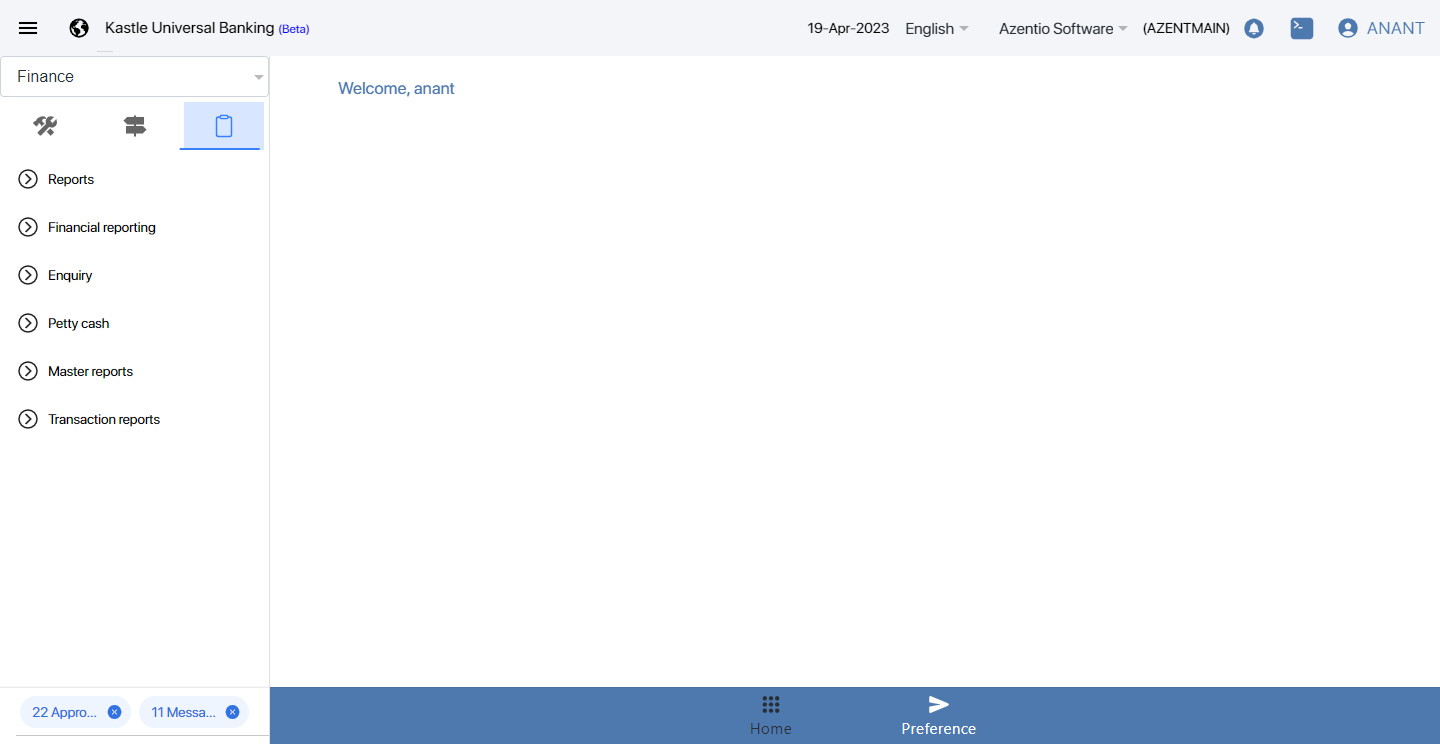 Kastle Universal Banking (Beta)
19-Apr-2023 English Azentio Software (AZENTMAIN) ANANT
Finance
Welcome, anant
Reports
Financial reporting
Enquiry
Petty cash
Master reports
Transaction reports
22 Appro... 11 Messa...
Home
Preference